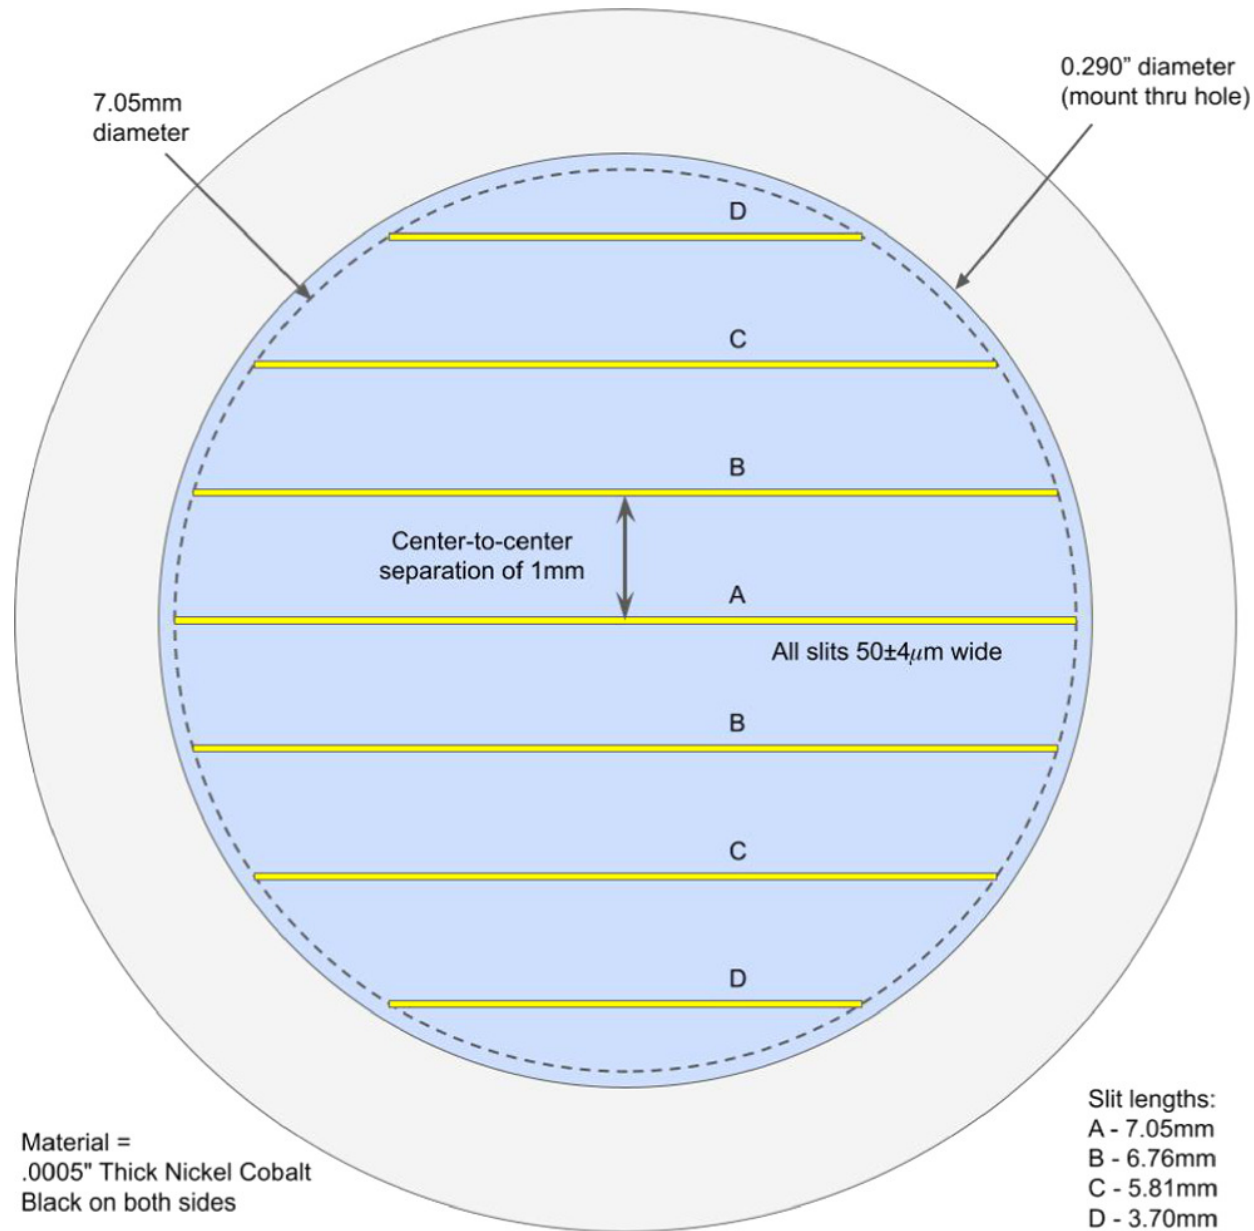 0.290” diameter
(mount thru hole)
7.05mm
diameter
D
C
B
Center-to-center
separation of 1mm
A
All slits 50±4μm wide
B
C
D
Material =
.0005" Thick Nickel Cobalt
Black on both sides
Slit lengths:
A - 7.05mm
B - 6.76mm
C - 5.81mm
D - 3.70mm